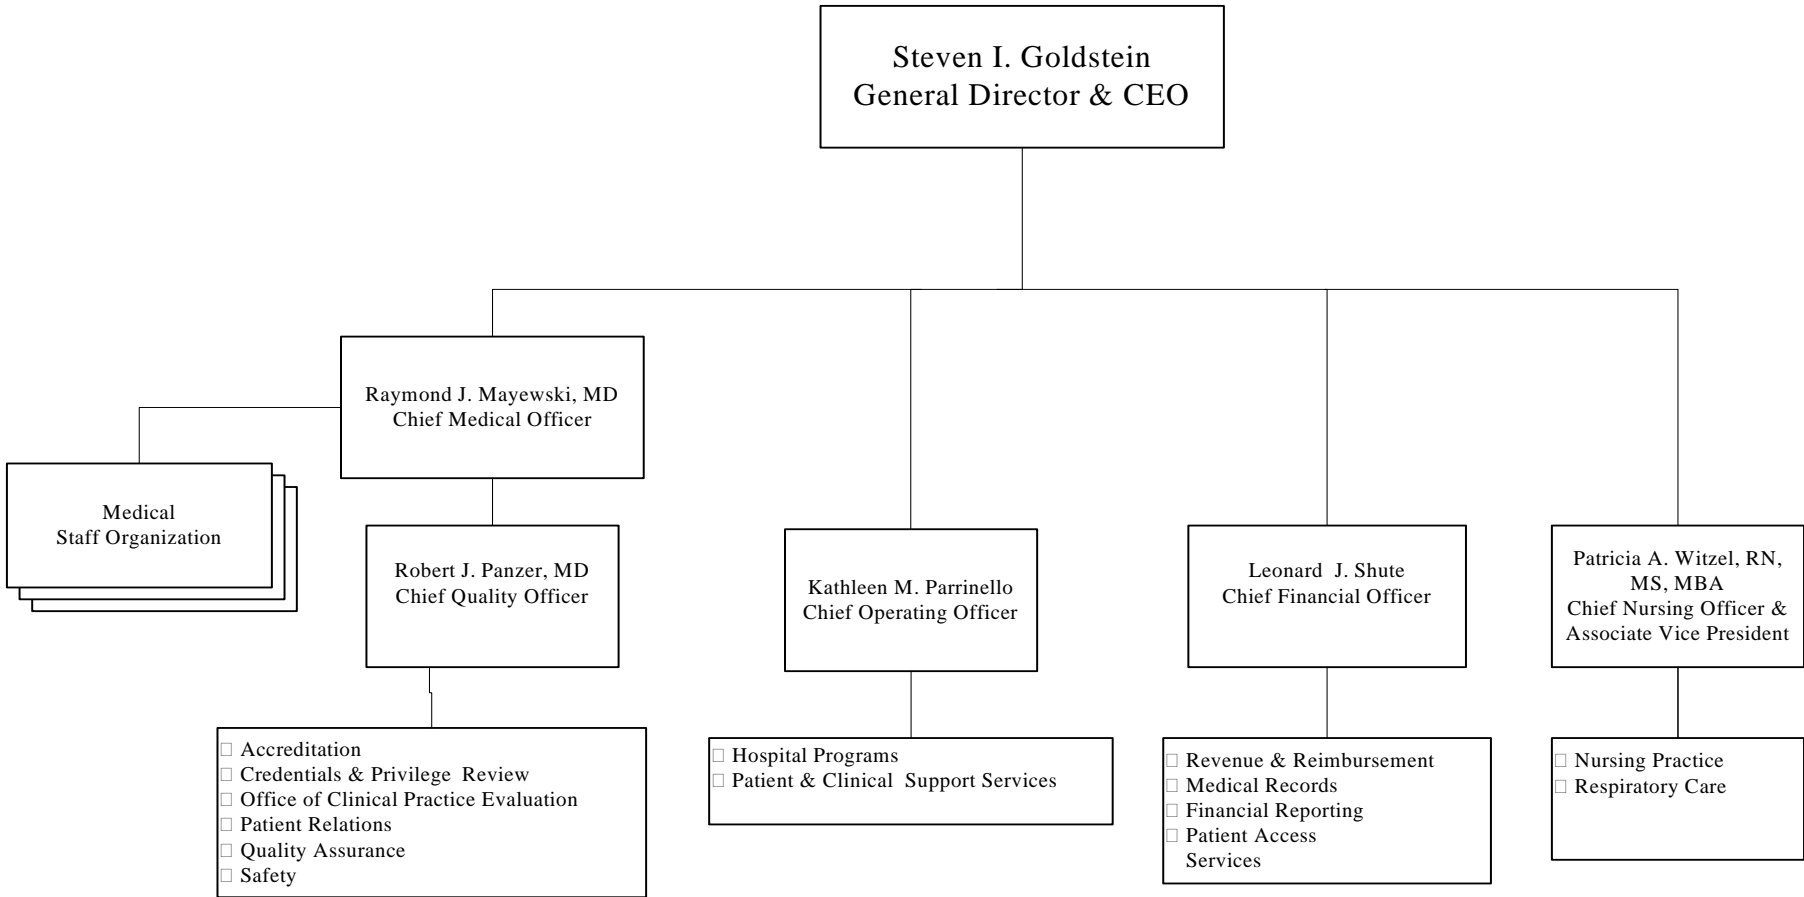 Steven I. Goldstein
General Director & CEO
Raymond J. Mayewski, MD
Chief Medical Officer
Medical
Staff Organization
Robert J. Panzer, MD
Chief Quality Officer
Kathleen M. Parrinello
Chief Operating Officer
Leonard J. Shute
Chief Financial Officer
Patricia A. Witzel, RN,
MS, MBA
Chief Nursing Officer &
Associate Vice President
Accreditation
Credentials & Privilege Review
Office of Clinical Practice Evaluation
Patient Relations
Quality Assurance
Safety
Hospital Programs
Patient & Clinical Support Services
Revenue & Reimbursement
Medical Records
Financial Reporting
Patient Access
Services
Nursing Practice
Respiratory Care